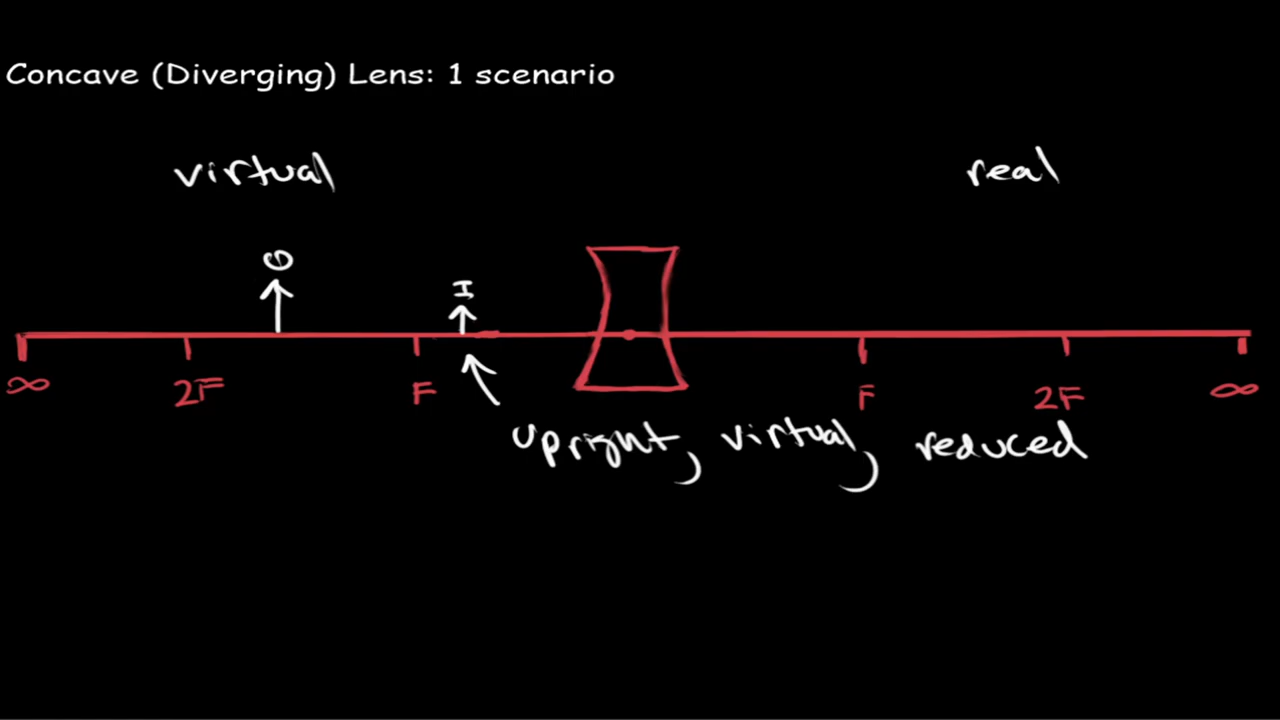 Concave (Diverging) Lens: 1 scenario
virtual real
O I
∞ 2F F F 2F ∞
upright, virtual, reduced